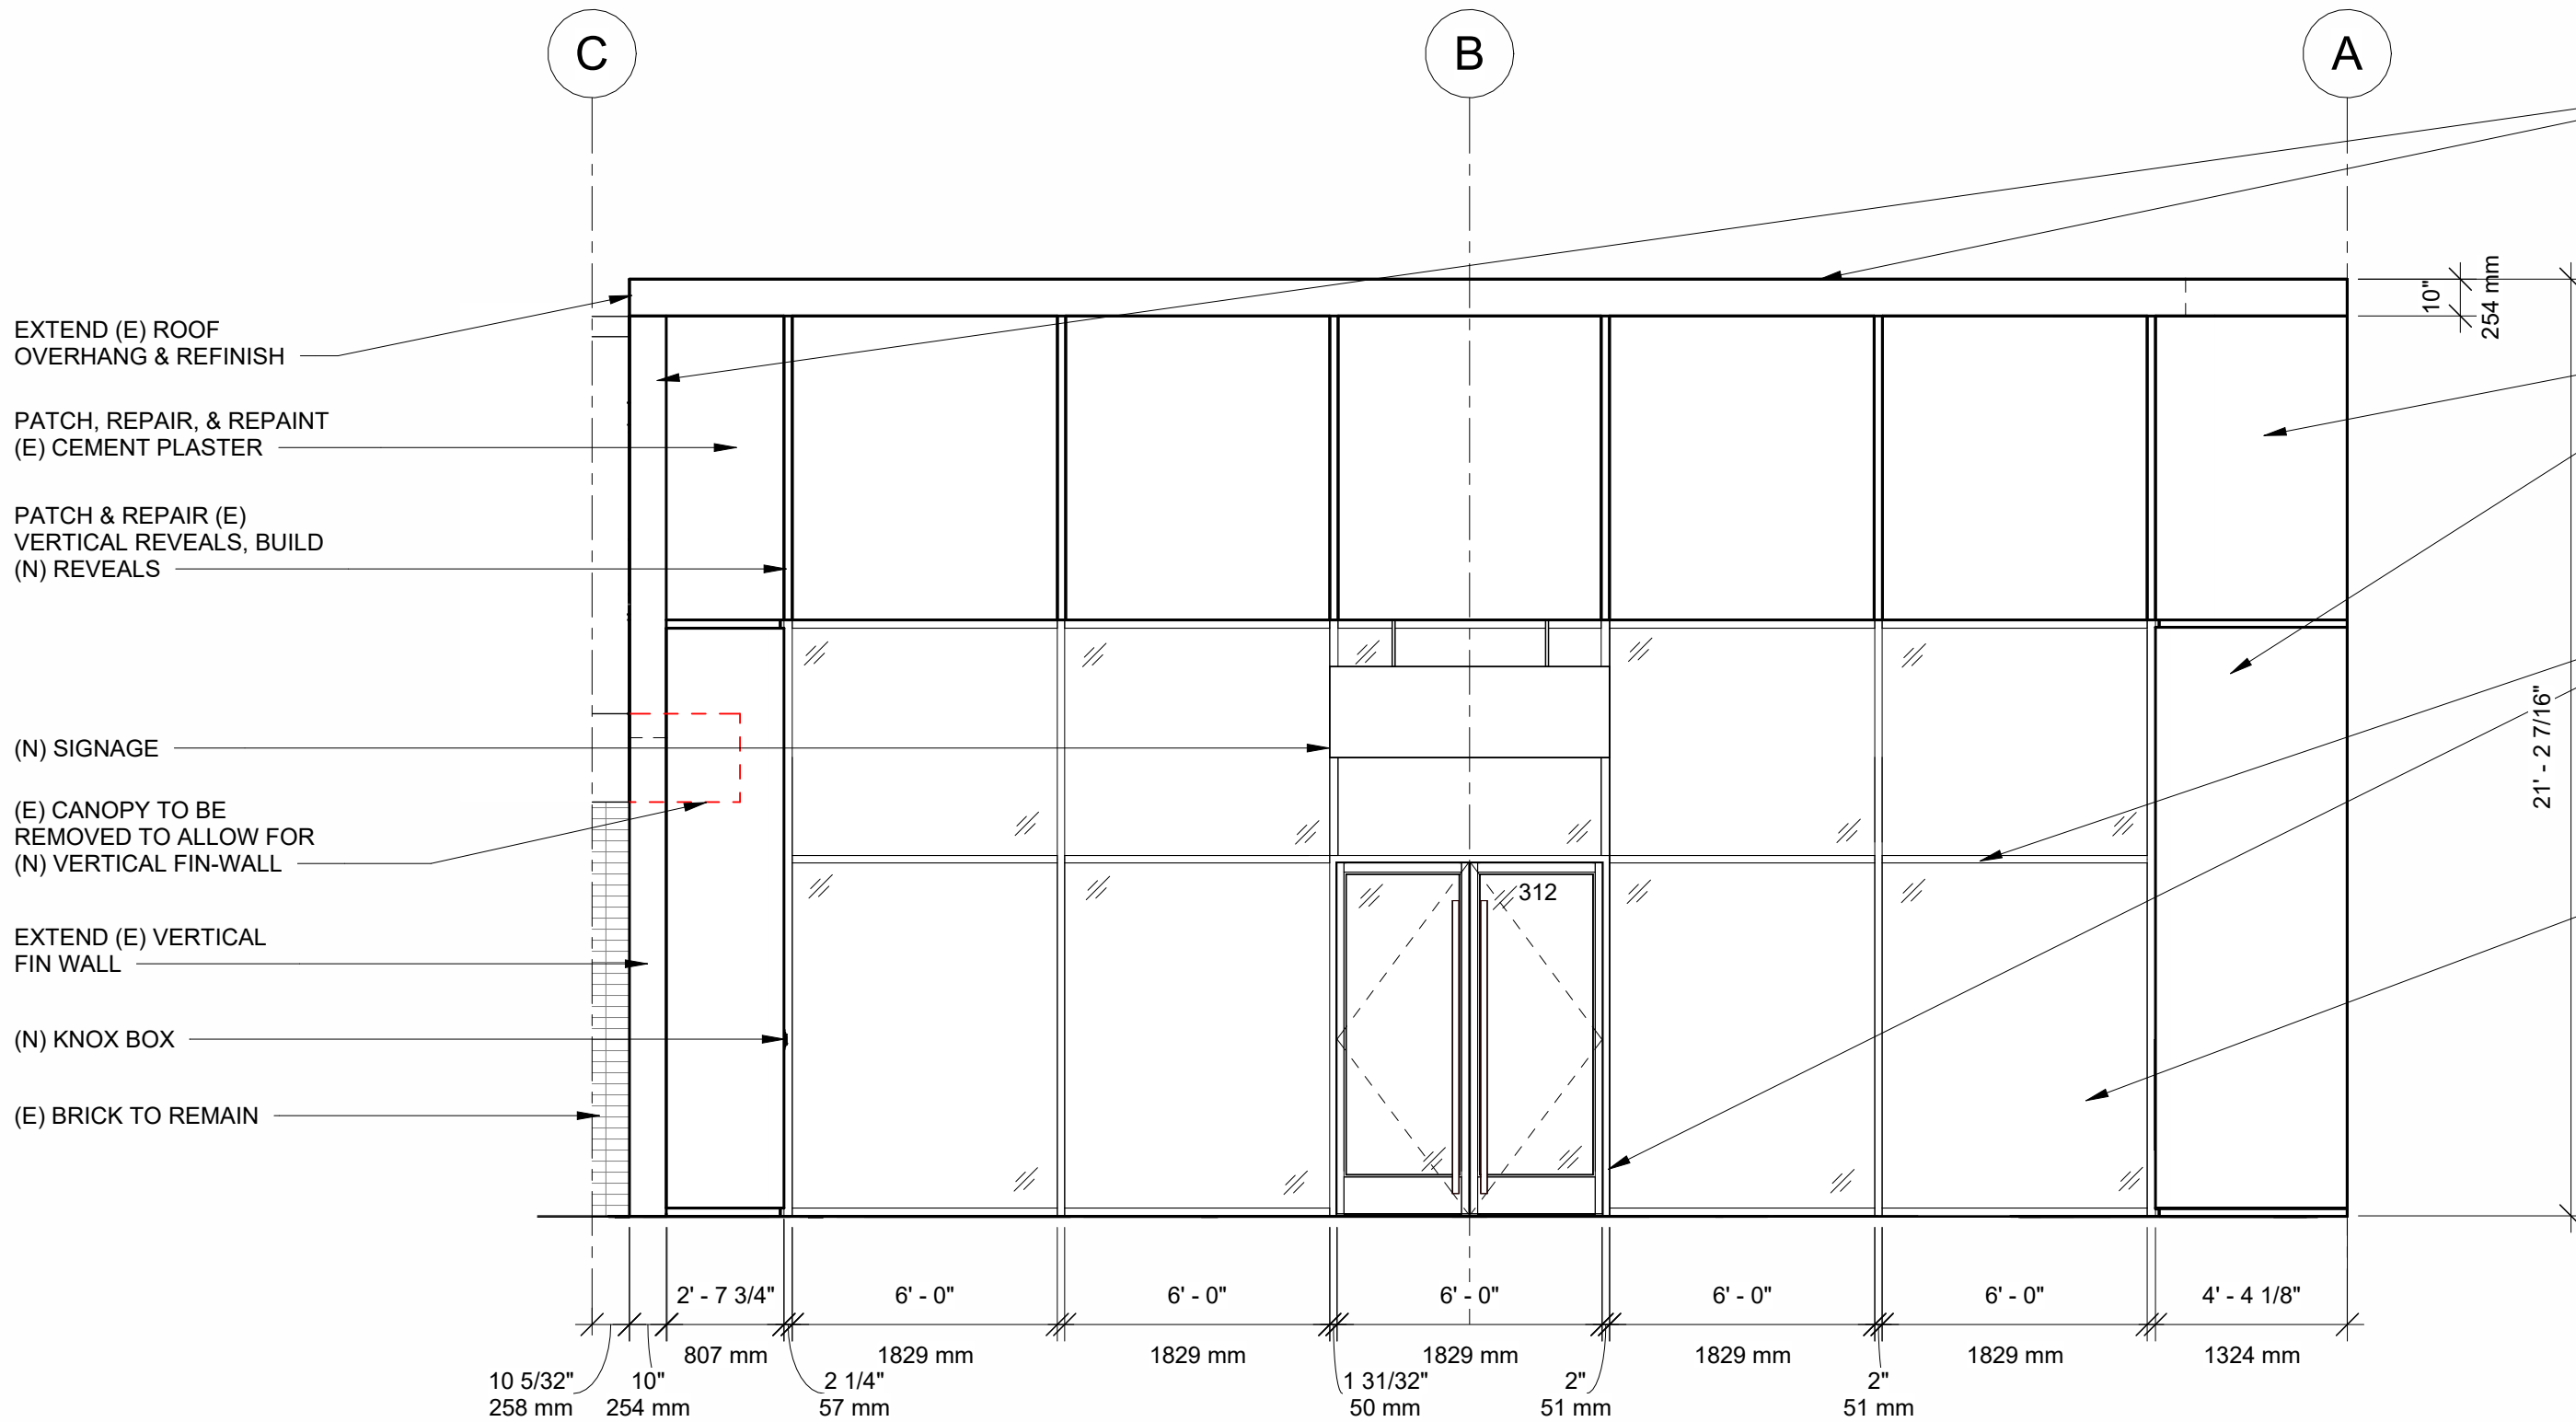 C
B
A
EXTEND (E) ROOF
OVERHANG & REFINISH
PATCH, REPAIR, & REPAINT
(E) CEMENT PLASTER
PATCH & REPAIR (E)
VERTICAL REVEALS, BUILD
(N) REVEALS
(N) SIGNAGE
(E) CANOPY TO BE
REMOVED TO ALLOW FOR
(N) VERTICAL FIN-WALL
EXTEND (E) VERTICAL
FIN WALL
(N) KNOX BOX
(E) BRICK TO REMAIN
312
10"
254 mm
21' - 2 7/16"
2' - 7 3/4"
6' - 0"
6' - 0"
6' - 0"
6' - 0"
6' - 0"
4' - 4 1/8"
807 mm
1829 mm
1829 mm
1829 mm
1829 mm
1829 mm
1324 mm
10 5/32"
258 mm
10"
254 mm
2 1/4"
57 mm
1 31/32"
50 mm
2"
51 mm
2"
51 mm